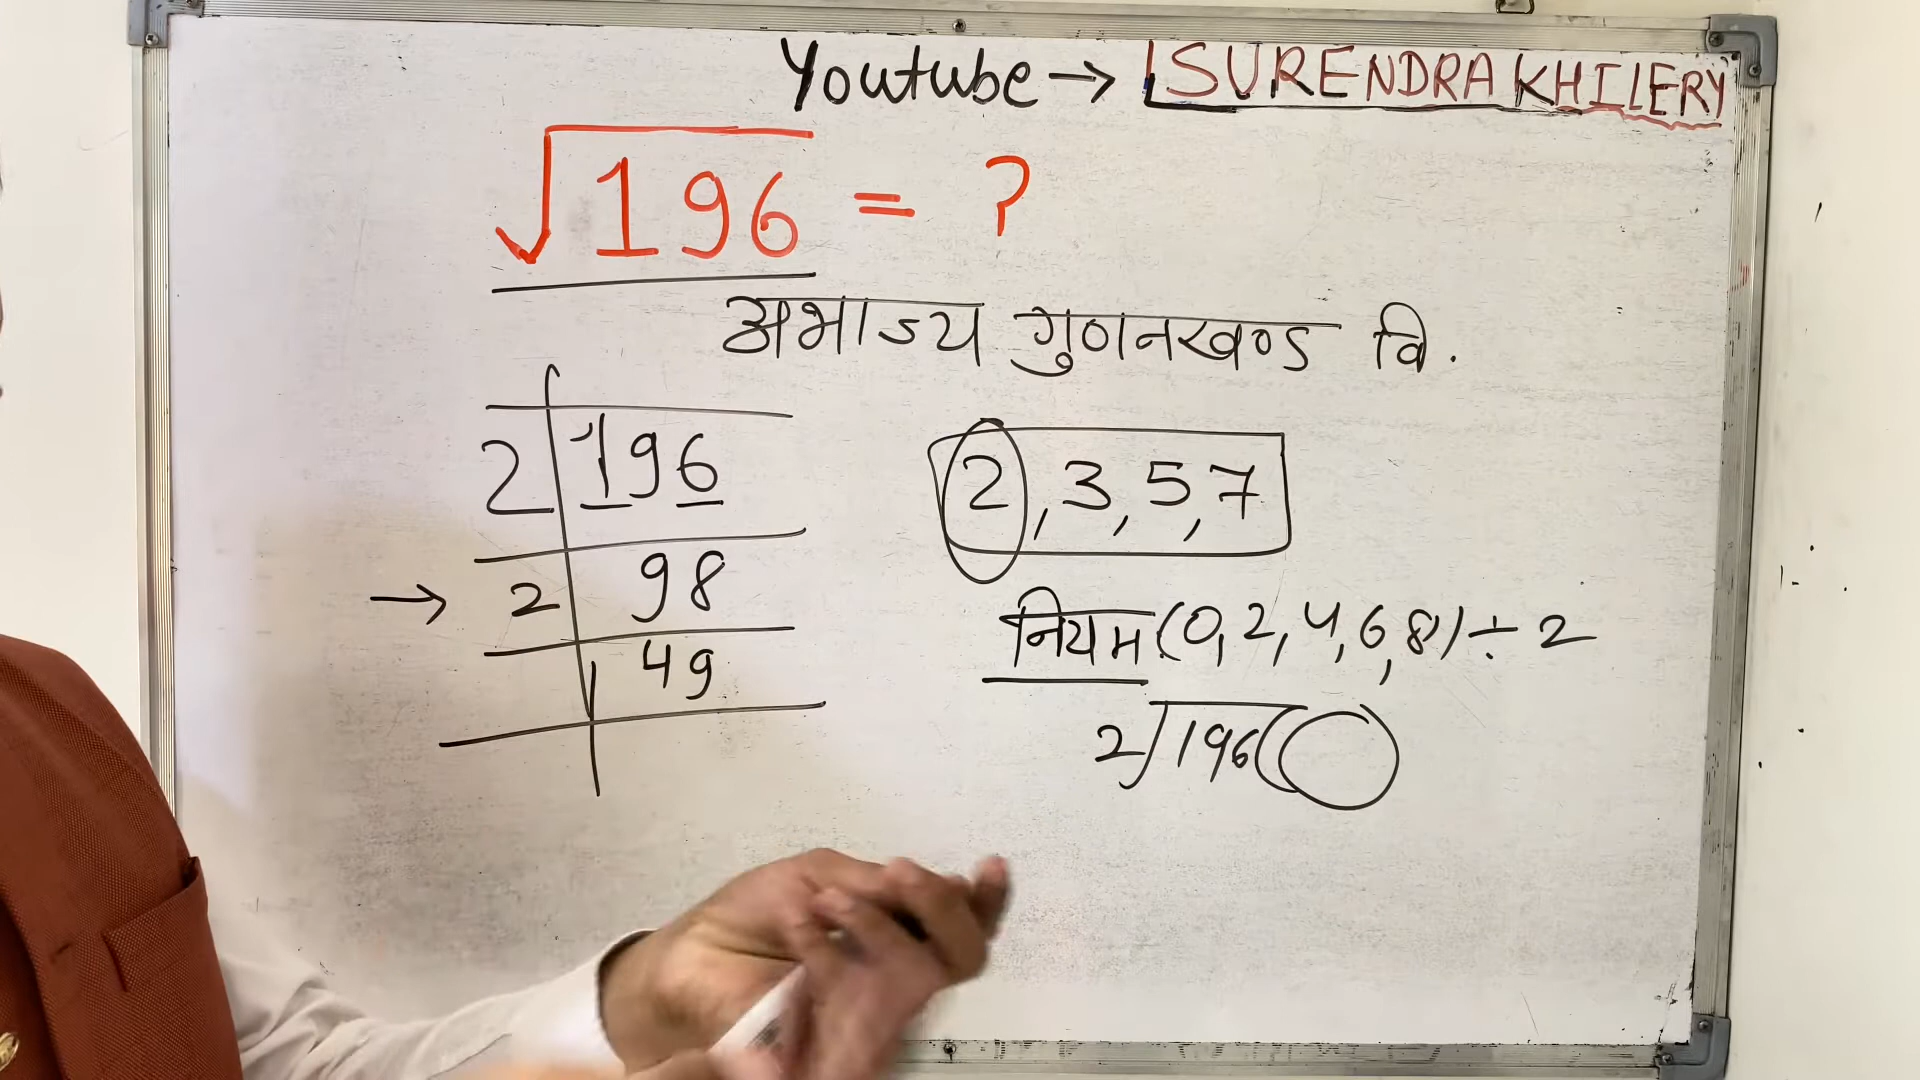 Youtube → SURENDRA KHILERY
√196 = ?
अभाज्य गुणनखण्ड वि.
2 196
→ 2 98
49
2, 3, 5, 7
नियम (0, 2, 4, 6, 8) ÷ 2
2)196(